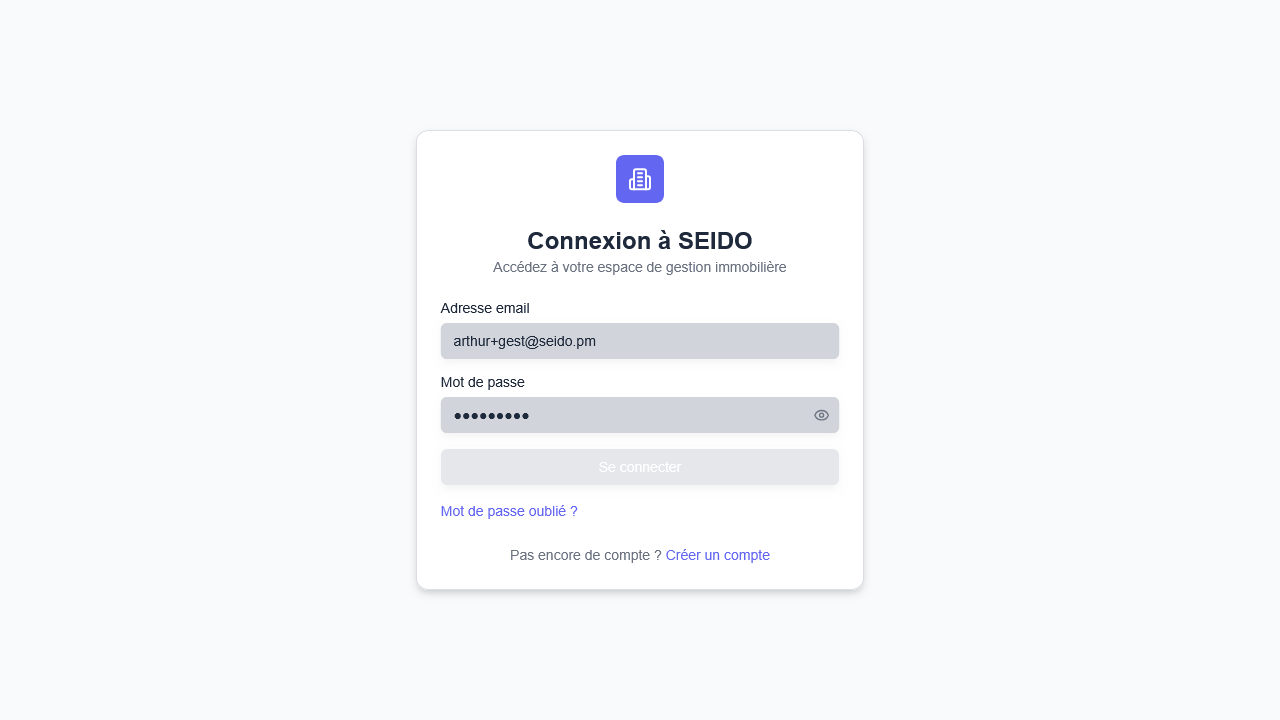 Connexion à SEIDO
Accédez à votre espace de gestion immobilière
Adresse email
arthur+gest@seido.pm
Mot de passe
●●●●●●●●●
Se connecter
Mot de passe oublié ?
Pas encore de compte ? Créer un compte